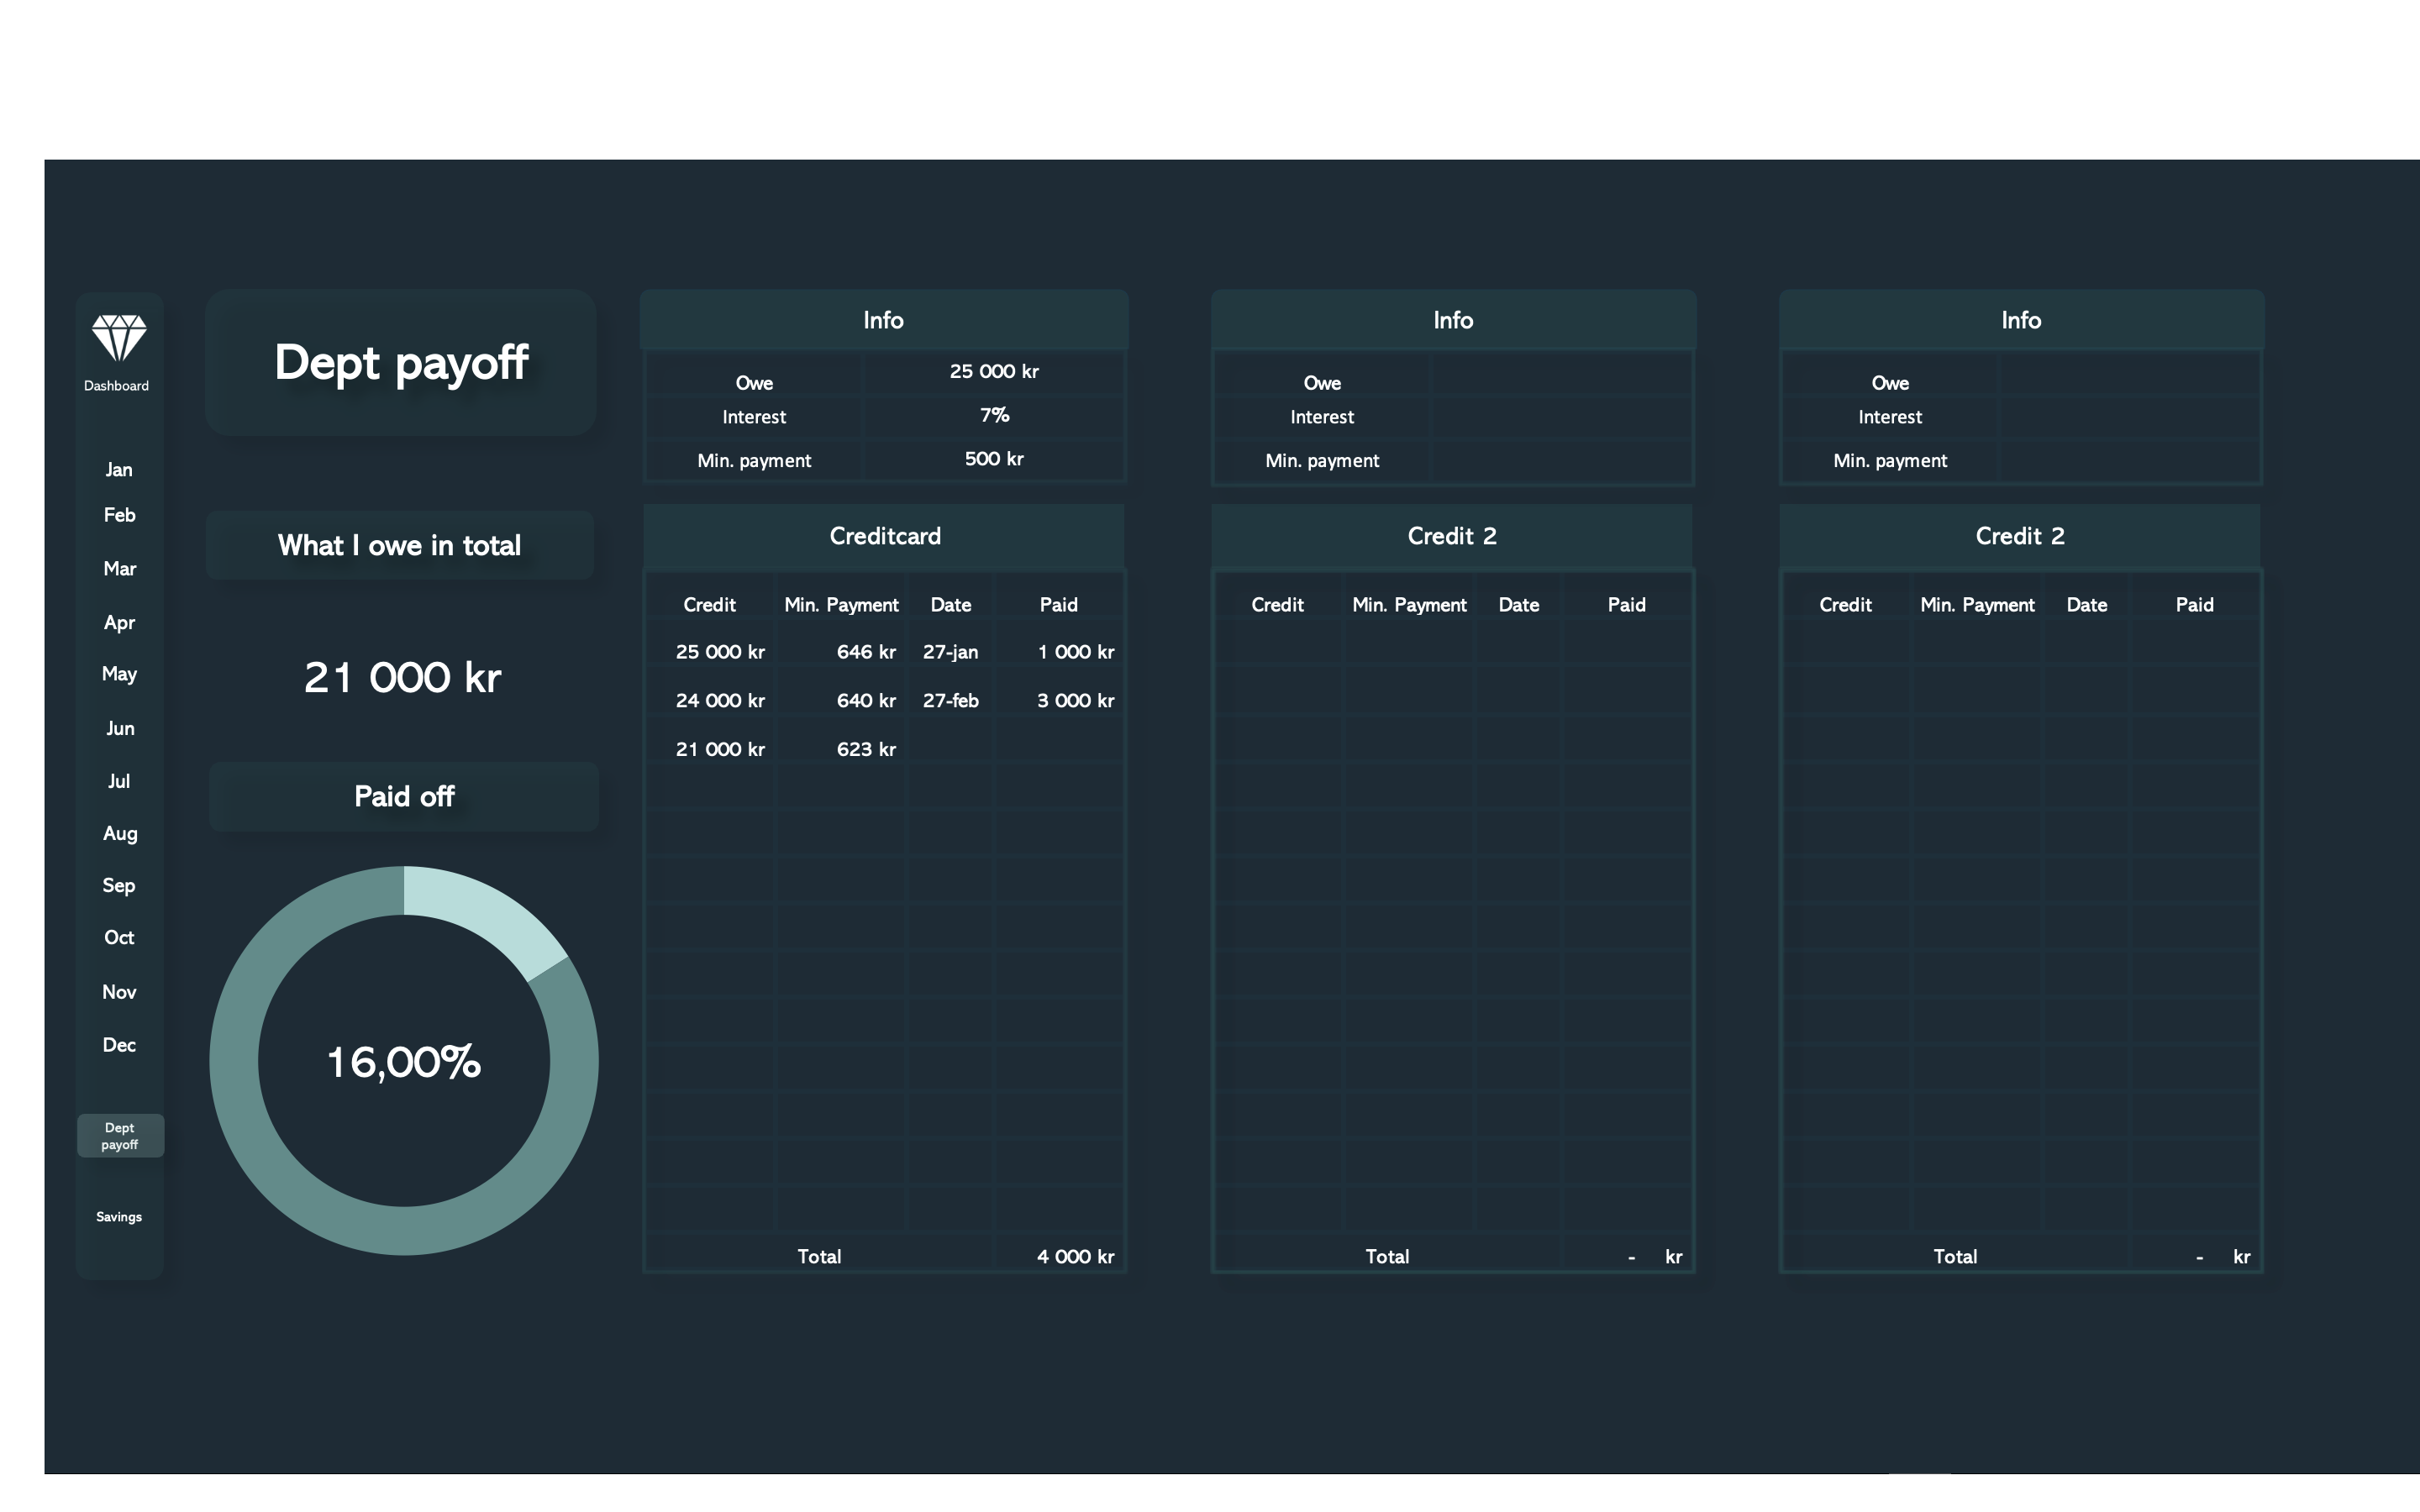 Dashboard
Jan
Feb
Mar
Apr
May
Jun
Jul
Aug
Sep
Oct
Nov
Dec
Dept
payoff
Savings
Dept payoff
What I owe in total
21 000 kr
Paid off
16,00%
Info
Owe 25 000 kr
Interest 7%
Min. payment 500 kr
Creditcard
Credit Min. Payment Date Paid
25 000 kr 646 kr 27-jan 1 000 kr
24 000 kr 640 kr 27-feb 3 000 kr
21 000 kr 623 kr
Total 4 000 kr
Info
Owe
Interest
Min. payment
Credit 2
Credit Min. Payment Date Paid
Total - kr
Info
Owe
Interest
Min. payment
Credit 2
Credit Min. Payment Date Paid
Total - kr